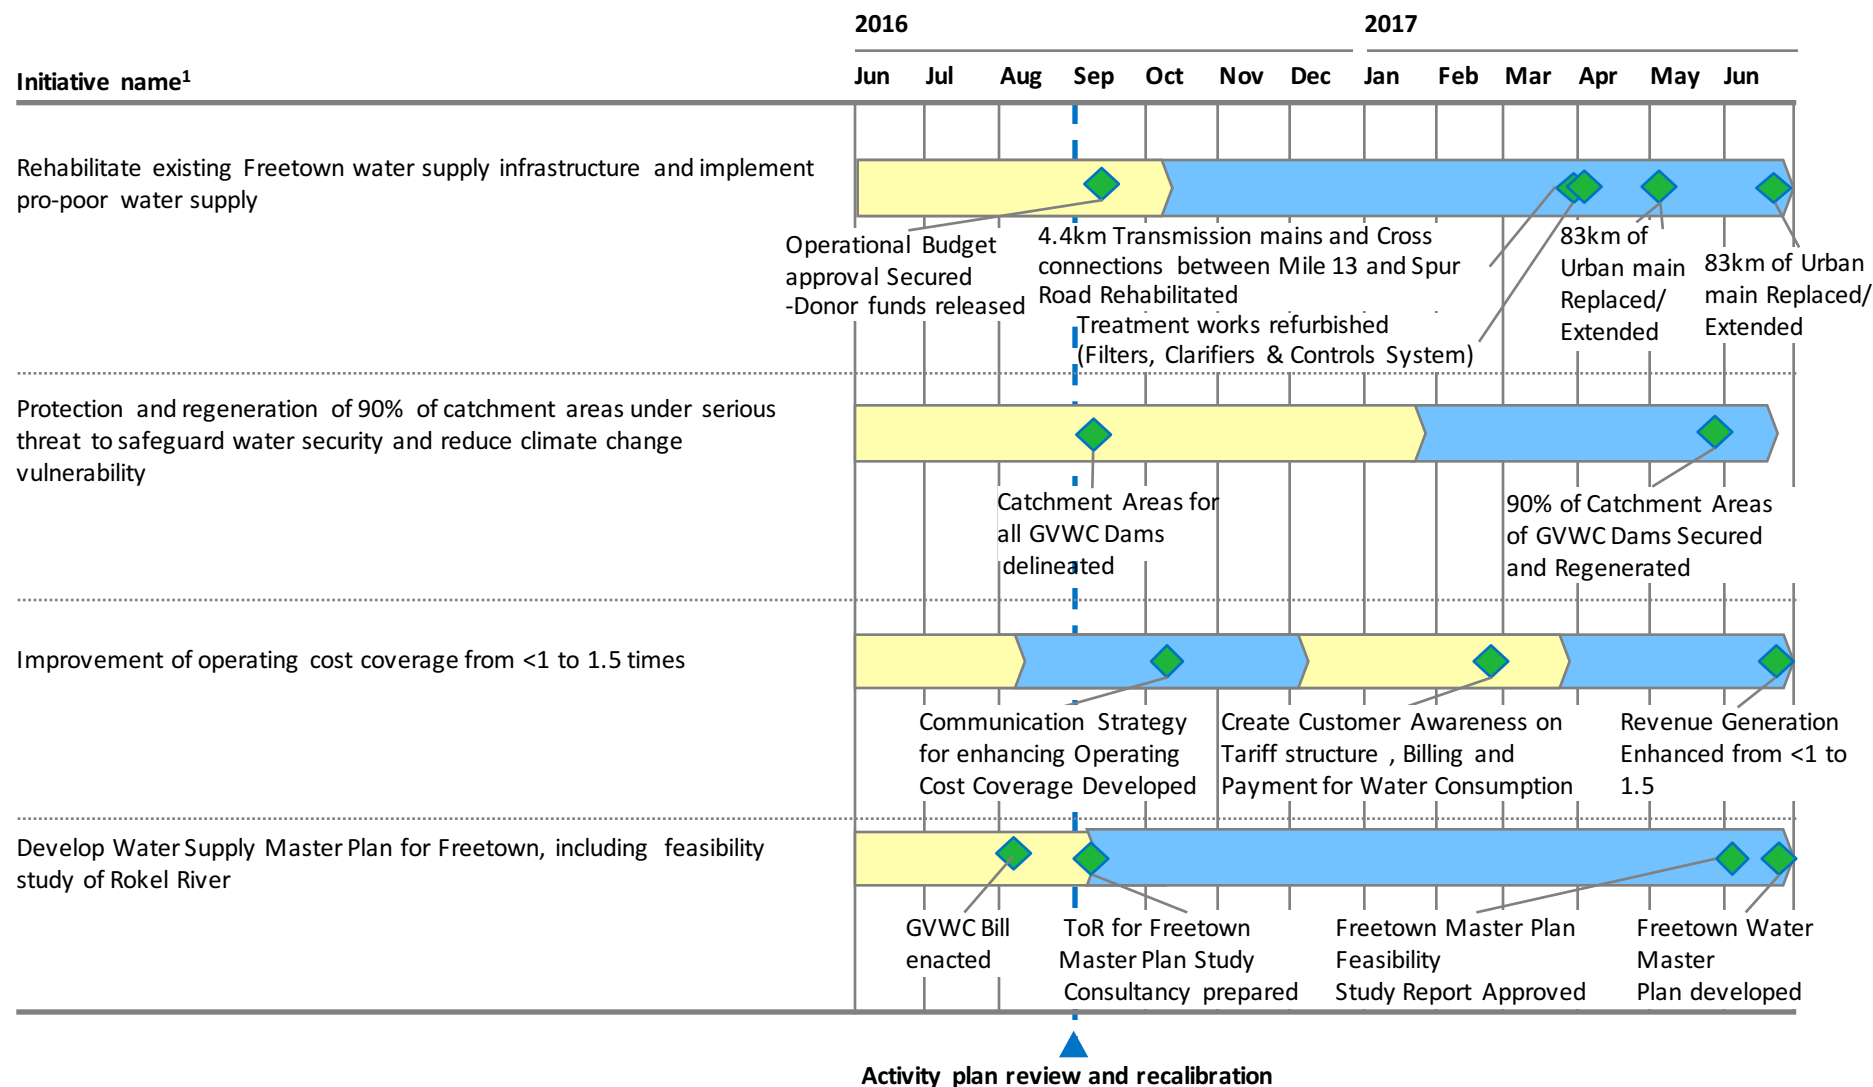 2016 2017
Initiative name1 Jun Jul Aug Sep Oct Nov Dec Jan Feb Mar Apr May Jun
Rehabilitate existing Freetown water supply infrastructure and implement
pro-poor water supply
Operational Budget
approval Secured
-Donor funds released
4.4km Transmission mains and Cross
connections between Mile 13 and Spur
Road Rehabilitated
Treatment works refurbished
(Filters, Clarifiers & Controls System)
83km of
Urban main
Replaced/
Extended
83km of Urban
main Replaced/
Extended
Protection and regeneration of 90% of catchment areas under serious
threat to safeguard water security and reduce climate change
vulnerability
Catchment Areas for
all GVWC Dams
delineated
90% of Catchment Areas
of GVWC Dams Secured
and Regenerated
Improvement of operating cost coverage from <1 to 1.5 times
Communication Strategy
for enhancing Operating
Cost Coverage Developed
Create Customer Awareness on
Tariff structure , Billing and
Payment for Water Consumption
Revenue Generation
Enhanced from <1 to
1.5
Develop Water Supply Master Plan for Freetown, including feasibility
study of Rokel River
GVWC Bill
enacted
ToR for Freetown
Master Plan Study
Consultancy prepared
Freetown Master Plan
Feasibility
Study Report Approved
Freetown Water
Master
Plan developed
Activity plan review and recalibration